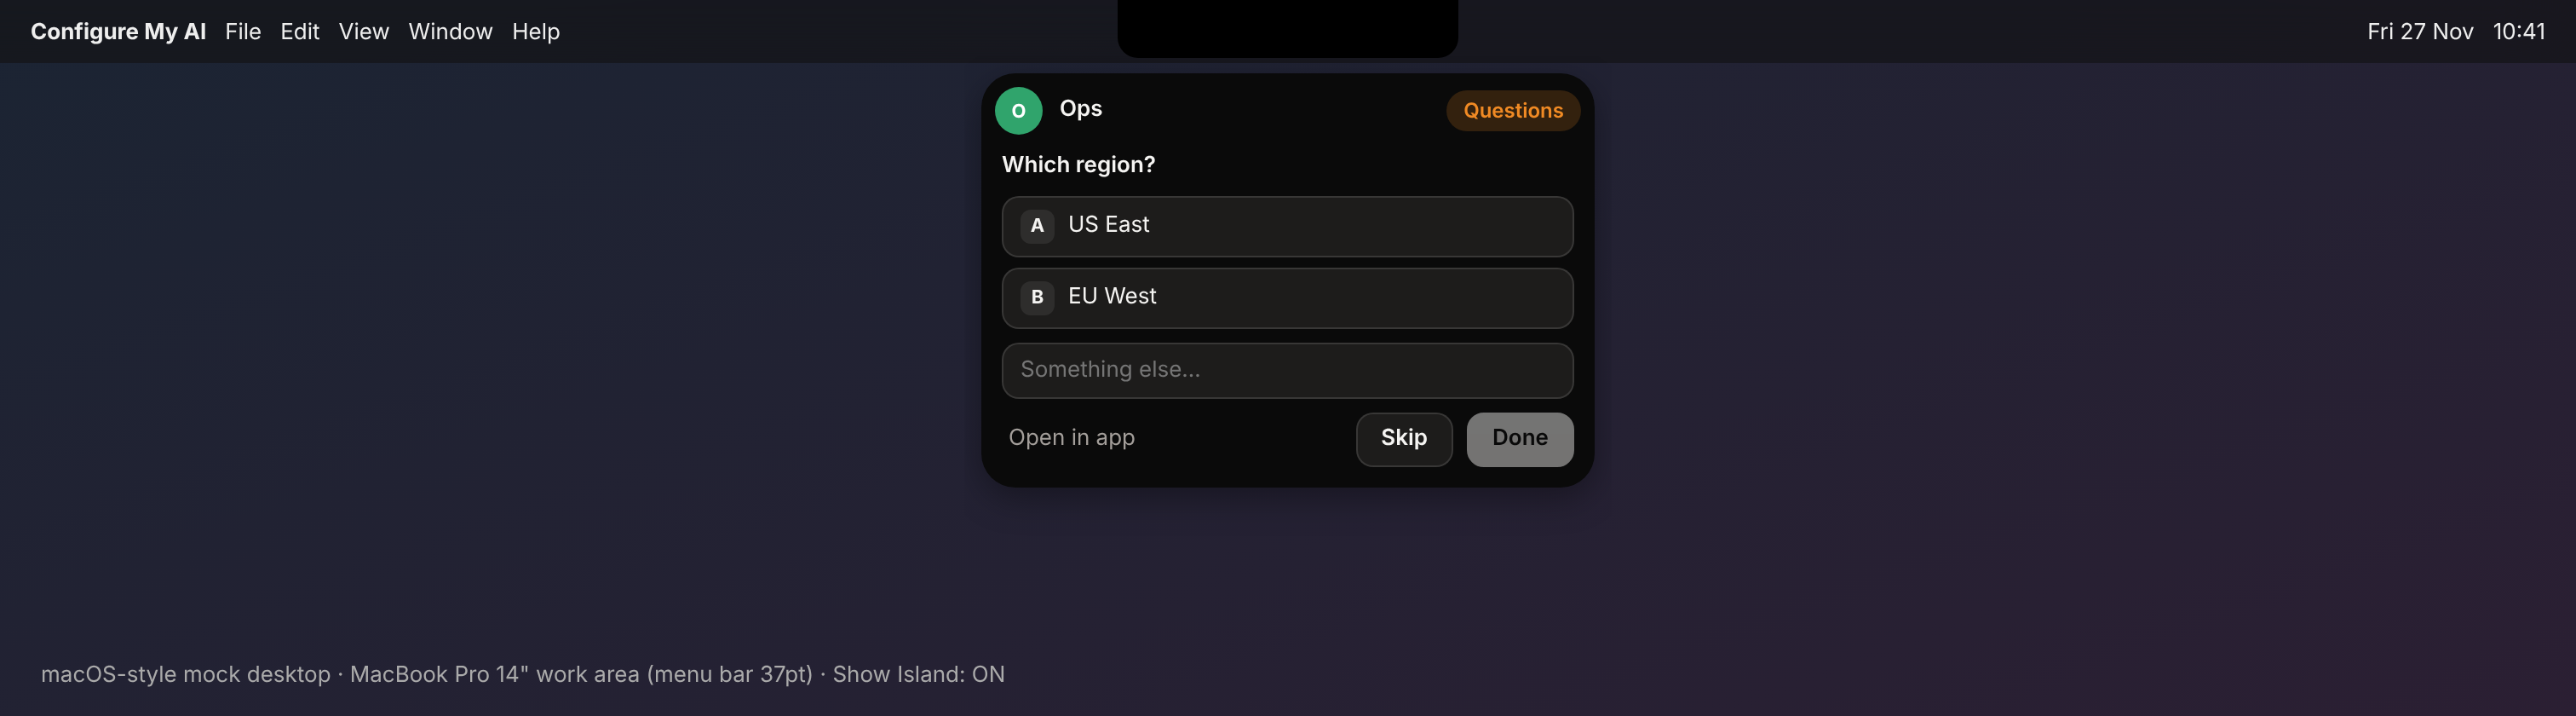 Configure My AI File Edit View Window Help Fri 27 Nov 10:41
O Ops Questions
Which region?
A US East
B EU West
Something else...
Open in app Skip Done
macOS-style mock desktop · MacBook Pro 14" work area (menu bar 37pt) · Show Island: ON